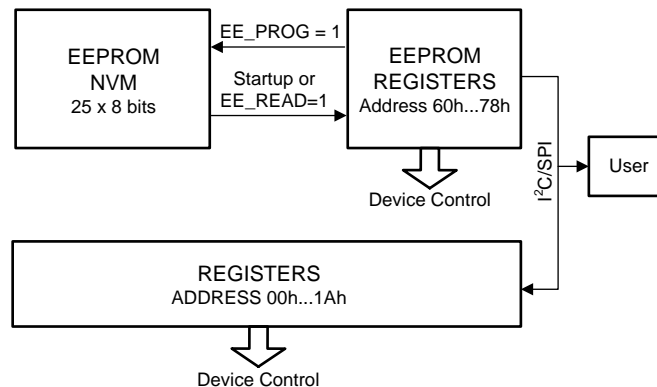 EE_PROG = 1
EEPROM
NVM
25 x 8 bits
Startup or
EE_READ=1
EEPROM
REGISTERS
Address 60h...78h
Device Control
I²C/SPI
User
REGISTERS
ADDRESS 00h...1Ah
Device Control